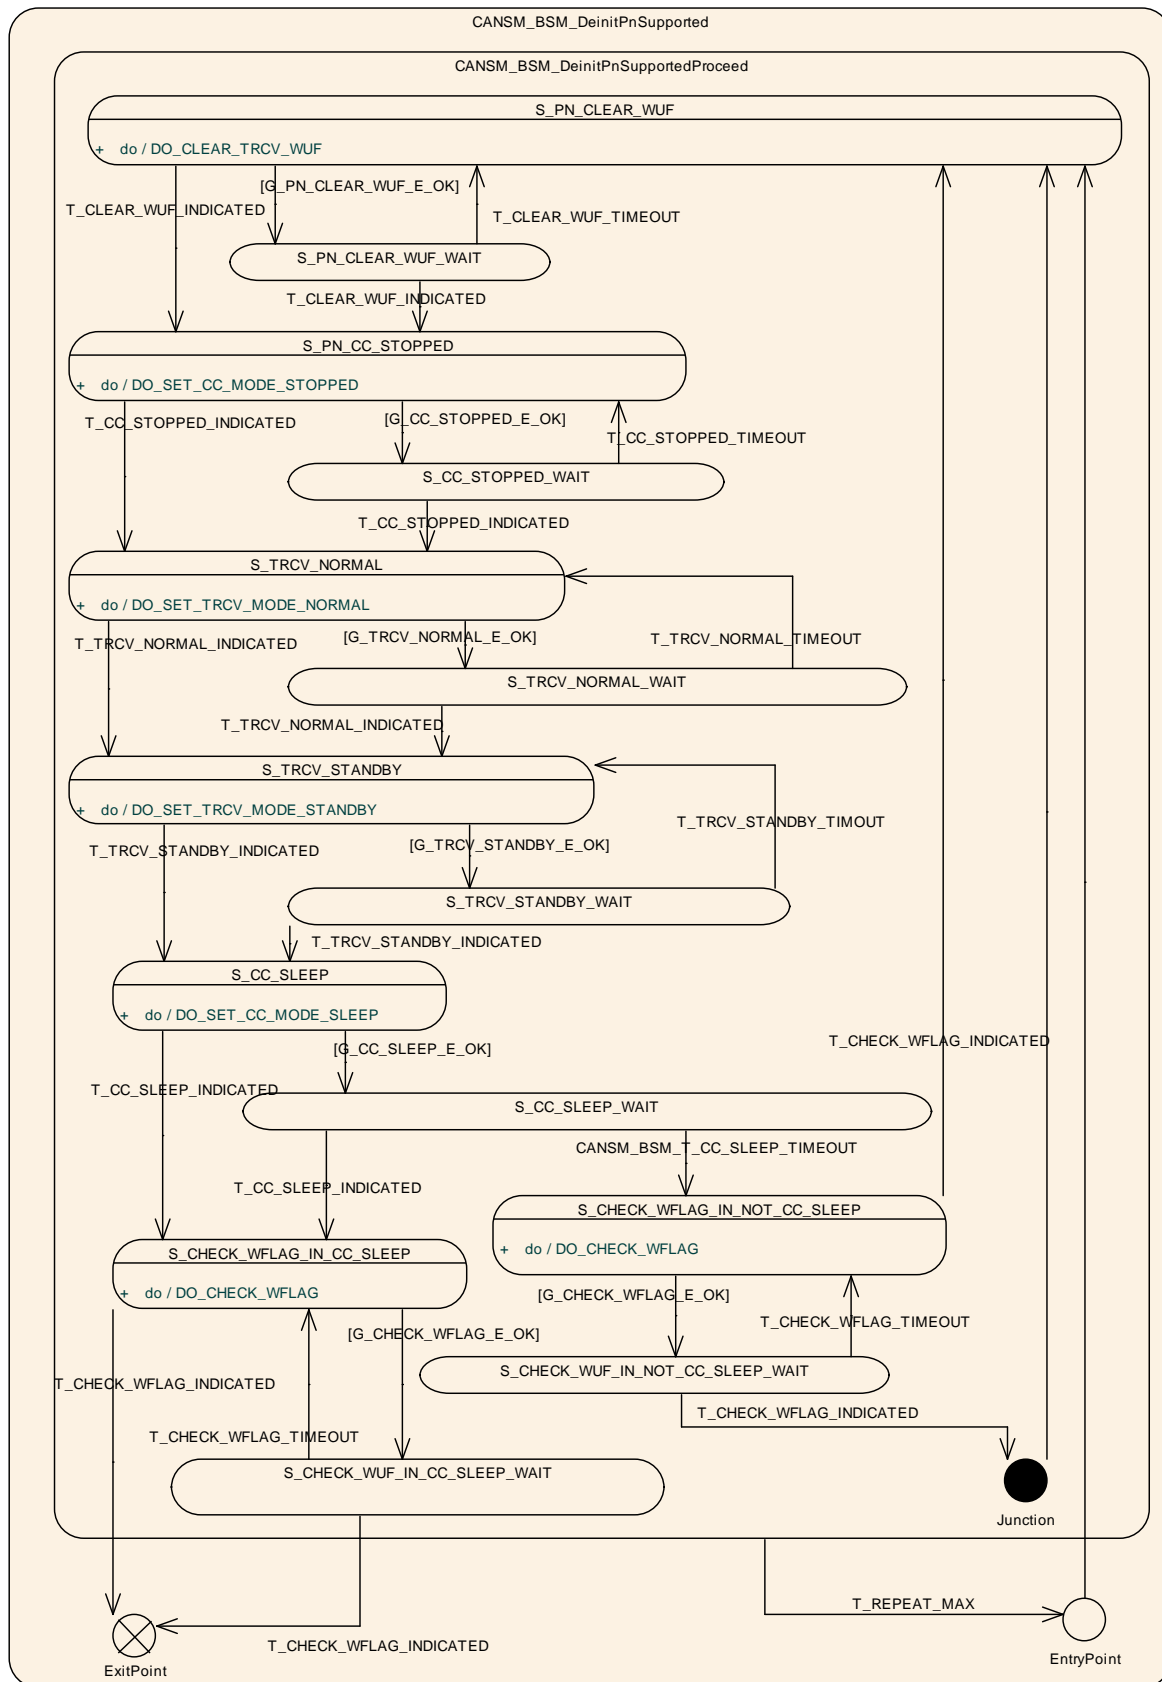 CANSM_BSM_DeinitPnSupported
CANSM_BSM_DeinitPnSupportedProceed
S_PN_CLEAR_WUF
+ do / DO_CLEAR_TRCV_WUF
[G_PN_CLEAR_WUF_E_OK]
T_CLEAR_WUF_INDICATED
T_CLEAR_WUF_TIMEOUT
S_PN_CLEAR_WUF_WAIT
T_CLEAR_WUF_INDICATED
S_PN_CC_STOPPED
+ do / DO_SET_CC_MODE_STOPPED
T_CC_STOPPED_INDICATED
[G_CC_STOPPED_E_OK]
T_CC_STOPPED_TIMEOUT
S_CC_STOPPED_WAIT
T_CC_STOPPED_INDICATED
S_TRCV_NORMAL
+ do / DO_SET_TRCV_MODE_NORMAL
T_TRCV_NORMAL_INDICATED
[G_TRCV_NORMAL_E_OK]
T_TRCV_NORMAL_TIMEOUT
S_TRCV_NORMAL_WAIT
T_TRCV_NORMAL_INDICATED
S_TRCV_STANDBY
+ do / DO_SET_TRCV_MODE_STANDBY
T_TRCV_STANDBY_TIMOUT
T_TRCV_STANDBY_INDICATED
[G_TRCV_STANDBY_E_OK]
S_TRCV_STANDBY_WAIT
T_TRCV_STANDBY_INDICATED
S_CC_SLEEP
+ do / DO_SET_CC_MODE_SLEEP
[G_CC_SLEEP_E_OK]
T_CHECK_WFLAG_INDICATED
T_CC_SLEEP_INDICATED
S_CC_SLEEP_WAIT
CANSM_BSM_T_CC_SLEEP_TIMEOUT
T_CC_SLEEP_INDICATED
S_CHECK_WFLAG_IN_NOT_CC_SLEEP
+ do / DO_CHECK_WFLAG
S_CHECK_WFLAG_IN_CC_SLEEP
+ do / DO_CHECK_WFLAG
[G_CHECK_WFLAG_E_OK]
T_CHECK_WFLAG_TIMEOUT
[G_CHECK_WFLAG_E_OK]
S_CHECK_WUF_IN_NOT_CC_SLEEP_WAIT
T_CHECK_WFLAG_INDICATED
T_CHECK_WFLAG_INDICATED
T_CHECK_WFLAG_TIMEOUT
S_CHECK_WUF_IN_CC_SLEEP_WAIT
Junction
T_REPEAT_MAX
T_CHECK_WFLAG_INDICATED
EntryPoint
ExitPoint